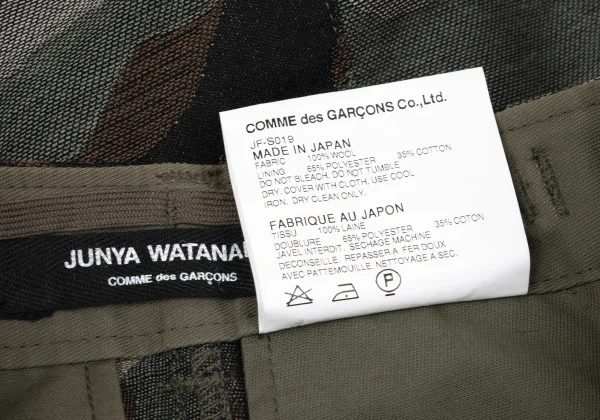 COMME des GARÇONS Co.,Ltd.
JF-S019
MADE IN JAPAN
FABRIC 100% WOOL
LINING 65% POLYESTER 35% COTTON
DO NOT BLEACH. DO NOT TUMBLE
DRY. COVER WITH CLOTH. USE COOL
IRON. DRY CLEAN ONLY.
FABRIQUE AU JAPON
TISSU 100% LAINE
DOUBLURE 65% POLYESTER 35% COTON
JAVEL INTERDIT. SECHAGE MACHINE
DECONSEILLE. REPASSER A FER DOUX
AVEC PATTEMOUILLE. NETTOYAGE A SEC.
P
JUNYA WATANA
COMME des GARÇONS